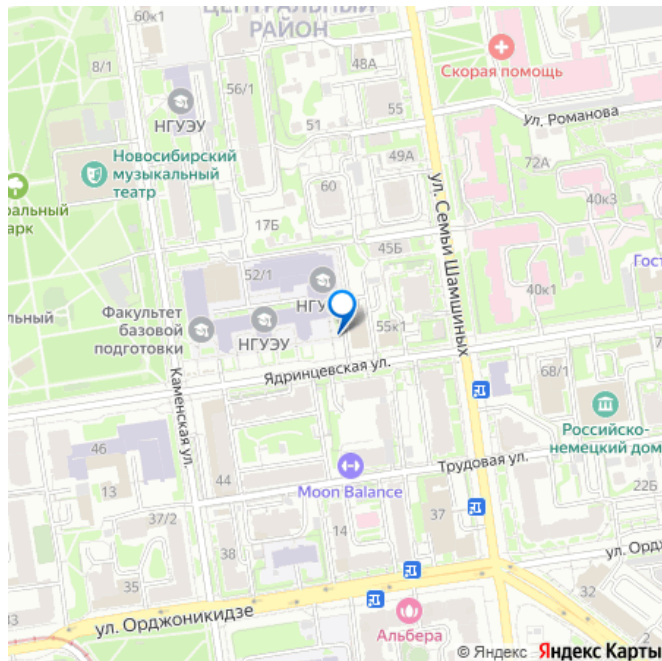 60к1
ЦЕНТРАЛЬНЫЙ
РАЙОН
8/1
48А
Скорая помощь
56/1
НГУЭУ
55
51
ул. Романова
Новосибирский
музыкальный
театр
49А
72А
60
40к3
ральный
арк
17Б
45Б
ул. Семьи Шамшиных
52/1
Гост
НГУ
40к1
льный
Факультет
базовой
подготовки
НГУЭУ
55к1
Ядринцевская ул.
68/1
Каменская ул.
Российско-
немецкий дом
46
44
Трудовая ул.
13
Moon Balance
22Б
37/2
14
37
38
35
ул. Ордж
32
ул. Орджоникидзе
Альбера
© Яндекс Яндекс Карты